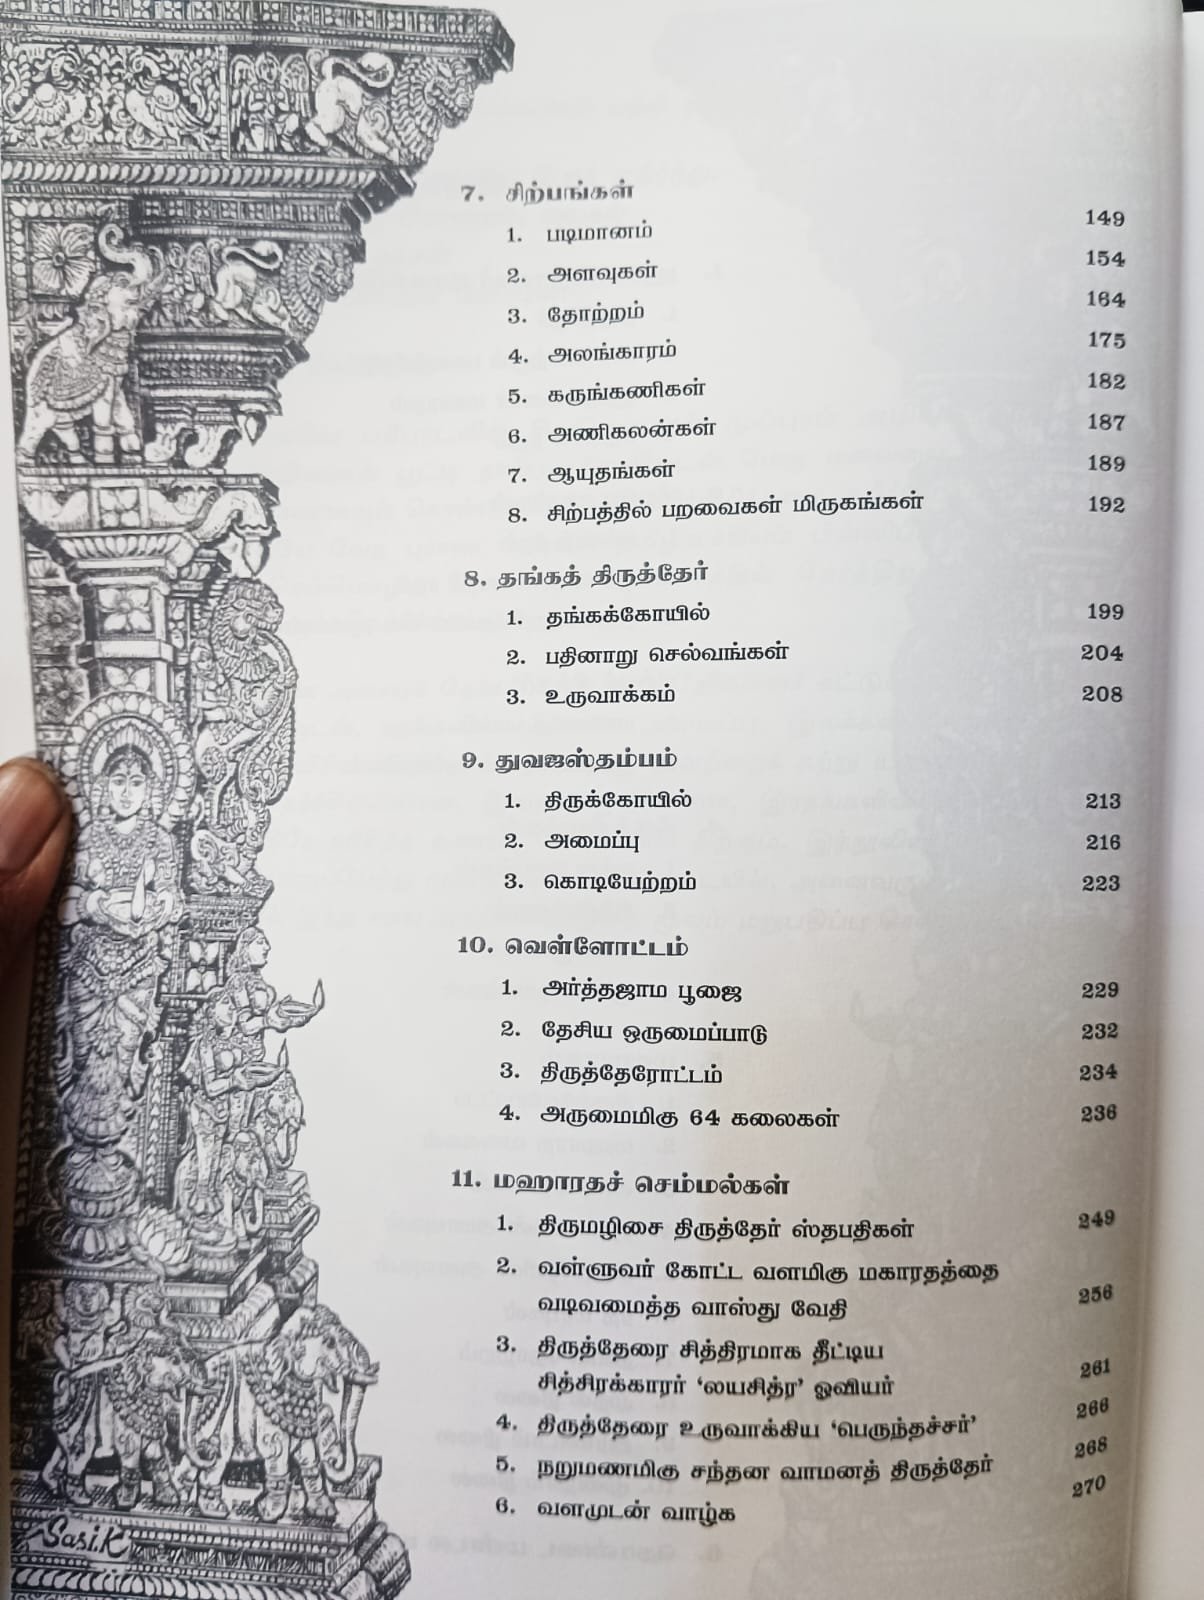 7. சிற்பங்கள்
1. படிமானம் 149
2. அளவுகள் 154
3. தோற்றம் 164
4. அலங்காரம் 175
5. கருங்கணிகள் 182
6. அணிகலன்கள் 187
7. ஆயுதங்கள் 189
8. சிற்பத்தில் பறவைகள் மிருகங்கள் 192
8. தங்கத் திருத்தேர்
1. தங்கக்கோயில் 199
2. பதினாறு செல்வங்கள் 204
3. உருவாக்கம் 208
9. துவஜஸ்தம்பம்
1. திருக்கோயில் 213
2. அமைப்பு 216
3. கொடியேற்றம் 223
10. வெள்ளோட்டம்
1. அர்த்தஜாம பூஜை 229
2. தேசிய ஒருமைப்பாடு 232
3. திருத்தேரோட்டம் 234
4. அருமைமிகு 64 கலைகள் 236
11. மஹாரதச் செம்மல்கள்
1. திருமழிசை திருத்தேர் ஸ்தபதிகள் 249
2. வள்ளுவர் கோட்ட வளமிகு மகாரதத்தை
வடிவமைத்த வாஸ்து வேதி 256
3. திருத்தேரை சித்திரமாக தீட்டிய
சித்சிரக்காரர் ‘லயசித்ர’ ஓவியர் 261
4. திருத்தேரை உருவாக்கிய ‘பெருந்தச்சர்’ 266
5. நறுமணமிகு சந்தன வாமனத் திருத்தேர் 268
6. வளமுடன் வாழ்க 270
Sasi.K